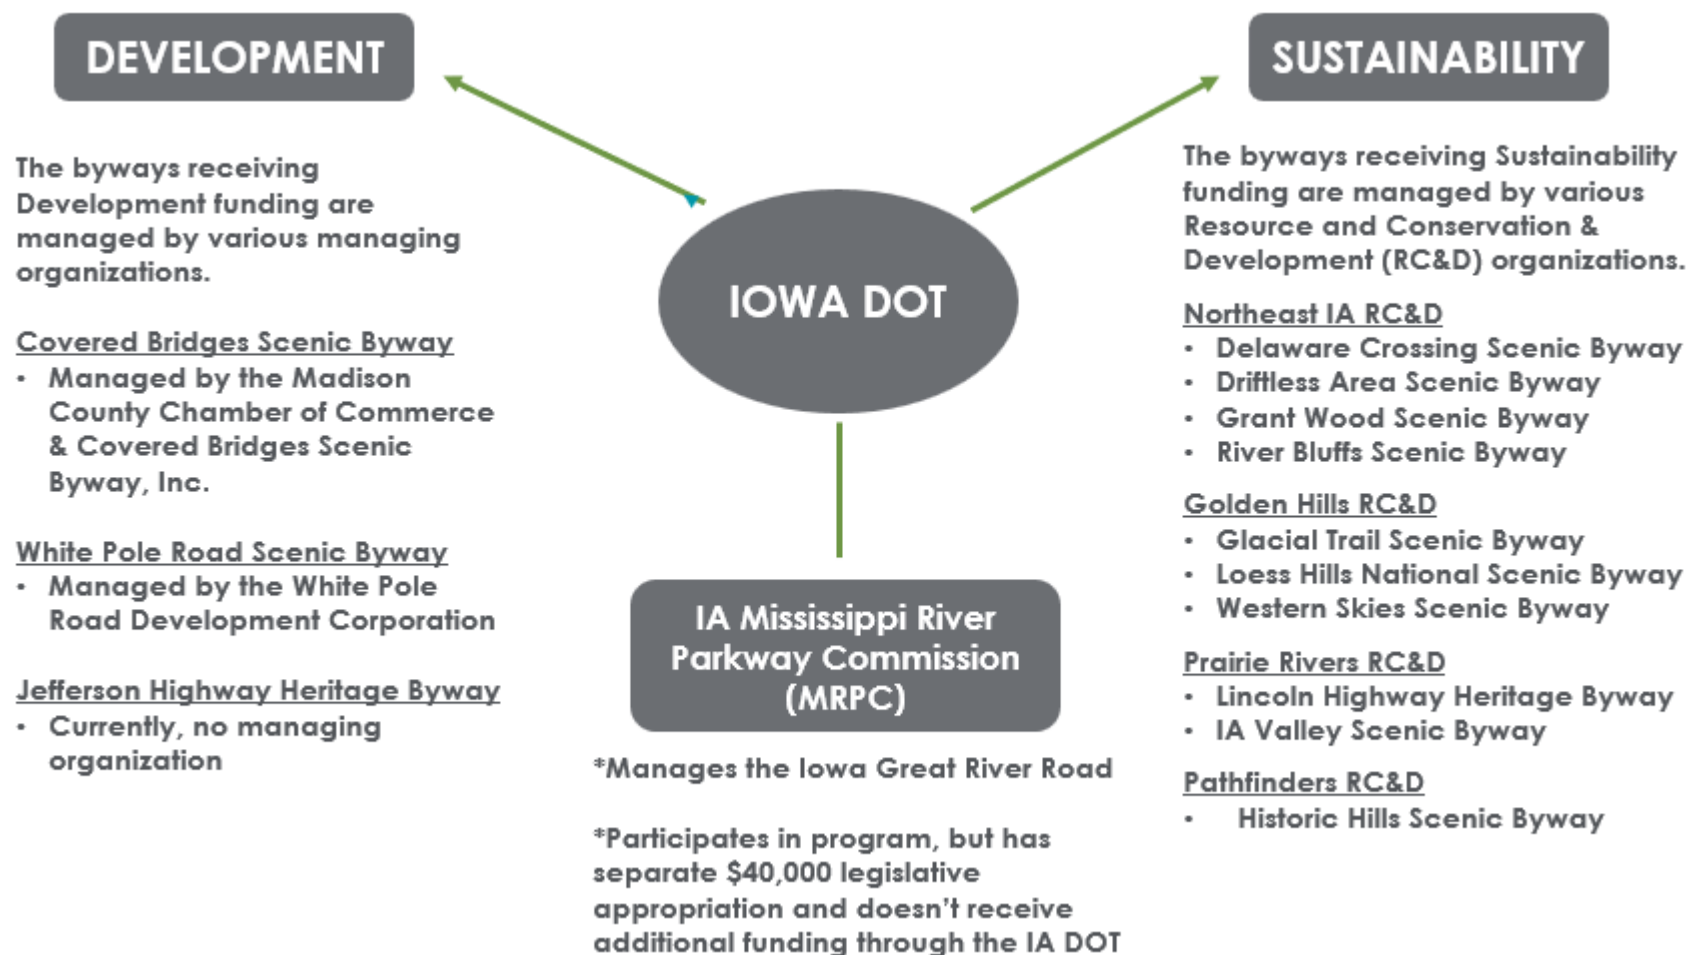 DEVELOPMENT
The byways receiving
Development funding are
managed by various managing
organizations.
Covered Bridges Scenic Byway
• Managed by the Madison
County Chamber of Commerce
& Covered Bridges Scenic
Byway, Inc.
White Pole Road Scenic Byway
• Managed by the White Pole
Road Development Corporation
Jefferson Highway Heritage Byway
• Currently, no managing
organization
IOWA DOT
IA Mississippi River
Parkway Commission
(MRPC)
*Manages the Iowa Great River Road
*Participates in program, but has
separate $40,000 legislative
appropriation and doesn't receive
additional funding through the IA DOT
SUSTAINABILITY
The byways receiving Sustainability
funding are managed by various
Resource and Conservation &
Development (RC&D) organizations.
Northeast IA RC&D
• Delaware Crossing Scenic Byway
• Driftless Area Scenic Byway
• Grant Wood Scenic Byway
• River Bluffs Scenic Byway
Golden Hills RC&D
• Glacial Trail Scenic Byway
• Loess Hills National Scenic Byway
• Western Skies Scenic Byway
Prairie Rivers RC&D
• Lincoln Highway Heritage Byway
• IA Valley Scenic Byway
Pathfinders RC&D
• Historic Hills Scenic Byway